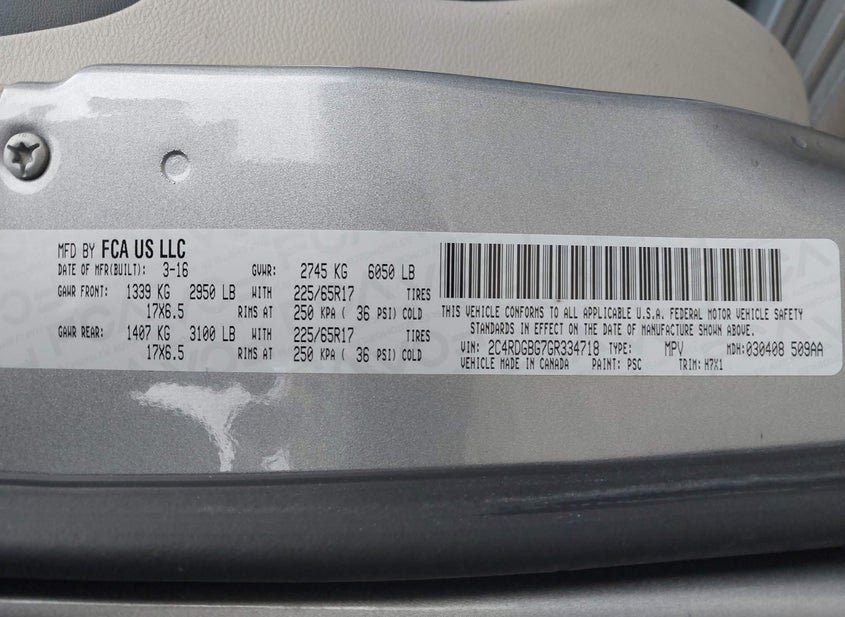 MFD BY FCA US LLC
DATE OF MFR(BUILT): 3-16 GVWR: 2745 KG 6050 LB
GAWR FRONT: 1339 KG 2950 LB WITH 225/65R17 TIRES
17X6.5 RIMS AT 250 KPA ( 36 PSI) COLD
GAWR REAR: 1407 KG 3100 LB WITH 225/65R17 TIRES
17X6.5 RIMS AT 250 KPA ( 36 PSI) COLD
THIS VEHICLE CONFORMS TO ALL APPLICABLE U.S.A. FEDERAL MOTOR VEHICLE SAFETY
STANDARDS IN EFFECT ON THE DATE OF MANUFACTURE SHOWN ABOVE.
VIN: 2C4RDGBG7GR334718 TYPE: MPV MDH:030408 509AA
VEHICLE MADE IN CANADA PAINT: PSC TRIM: H7X1